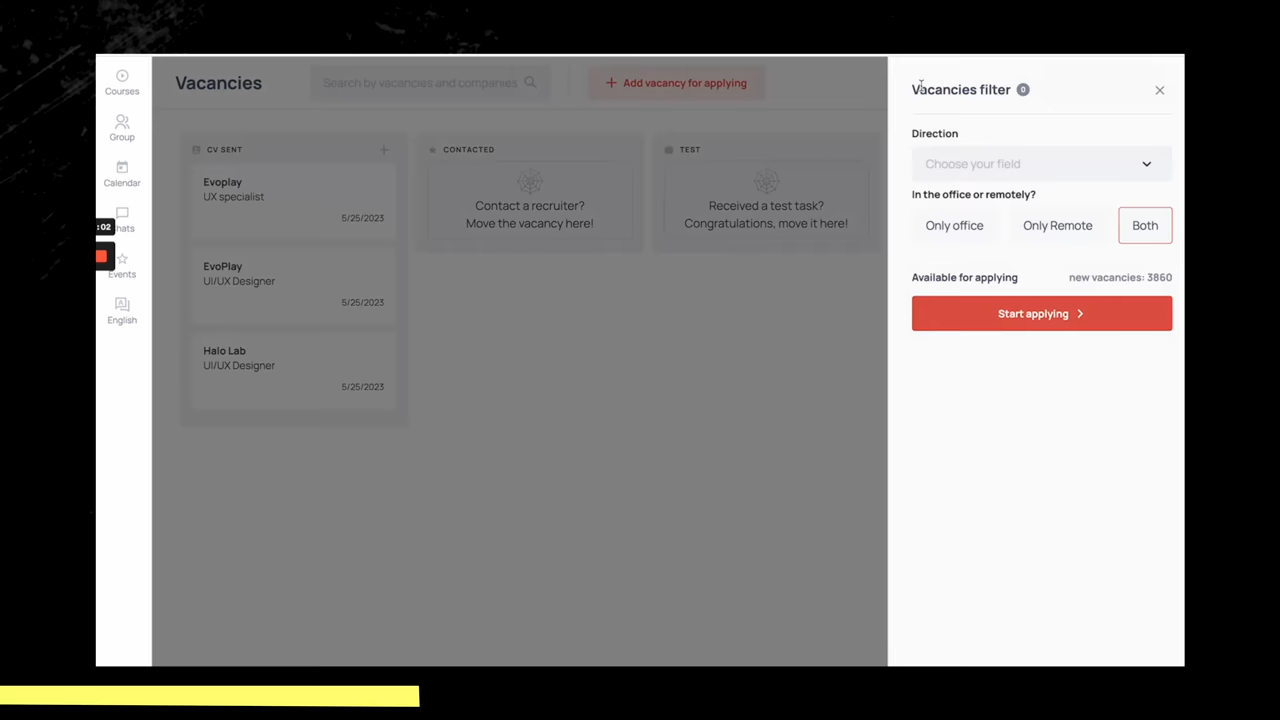 Courses
Group
Calendar
hats
Events
English
:02
Vacancies
Search by vacancies and companies
+ Add vacancy for applying
CV SENT +
Evoplay
UX specialist
5/25/2023
EvoPlay
UI/UX Designer
5/25/2023
Halo Lab
UI/UX Designer
5/25/2023
CONTACTED
Contact a recruiter?
Move the vacancy here!
TEST
Received a test task?
Congratulations, move it here!
Vacancies filter 0
Direction
Choose your field
In the office or remotely?
Only office Only Remote Both
Available for applying new vacancies: 3860
Start applying